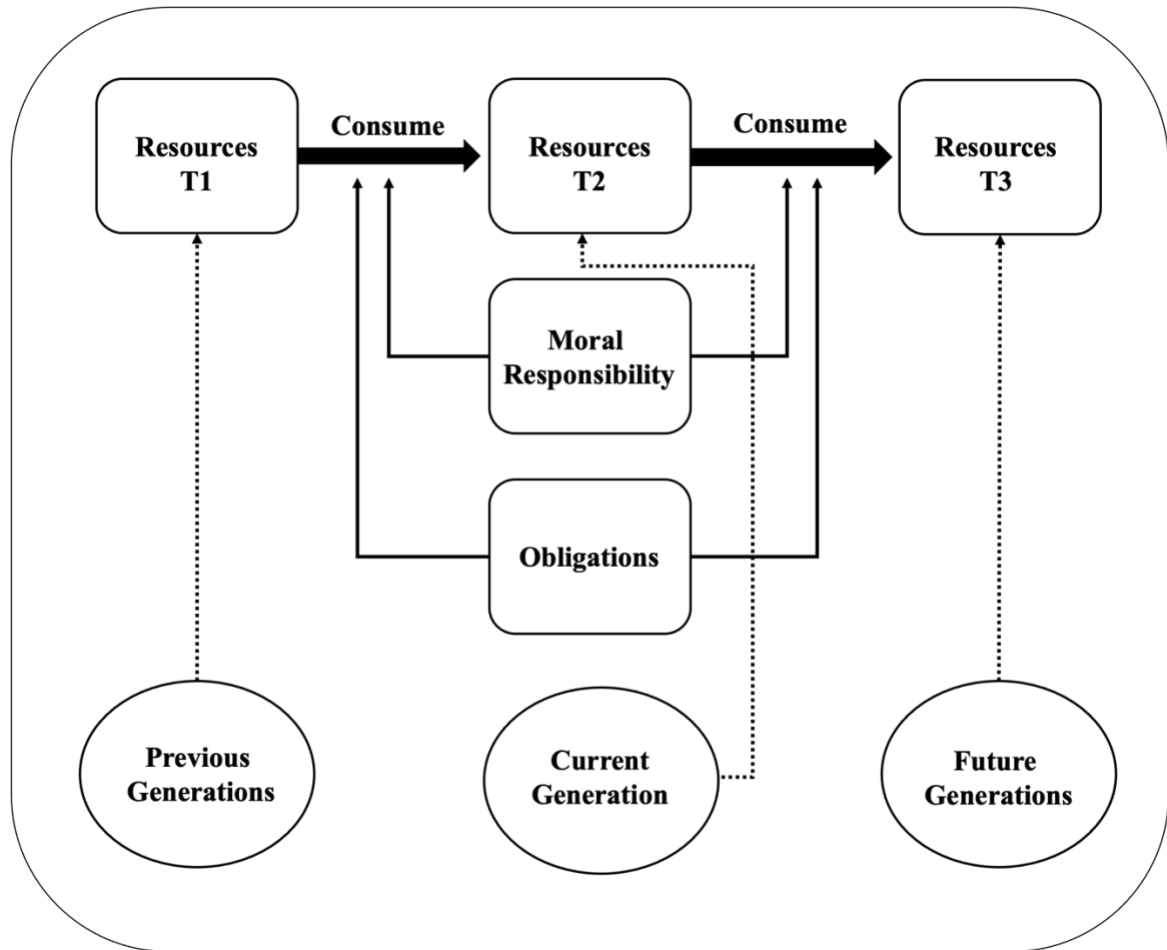 Resources
T1
Consume
Resources
T2
Consume
Resources
T3
Moral
Responsibility
Obligations
Previous
Generations
Current
Generation
Future
Generations